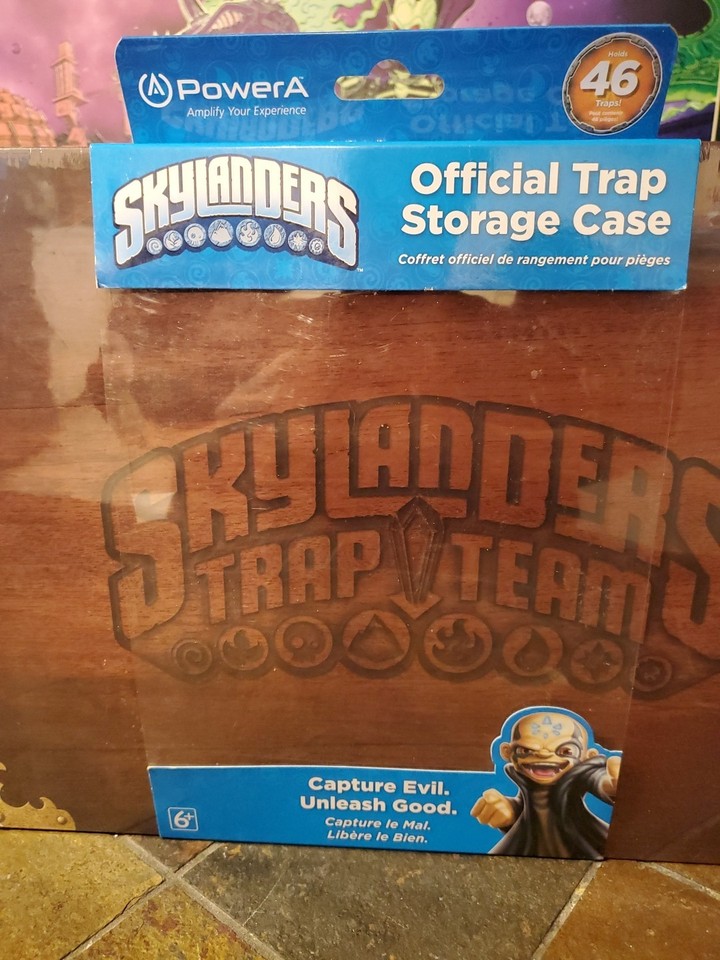 PowerA
Amplify Your Experience
Holds
46
Traps!
SKYLANDERS
™
Official Trap
Storage Case
Coffret officiel de rangement pour pièges
SKYLANDERS
TRAP TEAM
Capture Evil.
Unleash Good.
Capture le Mal.
Libère le Bien.
6+